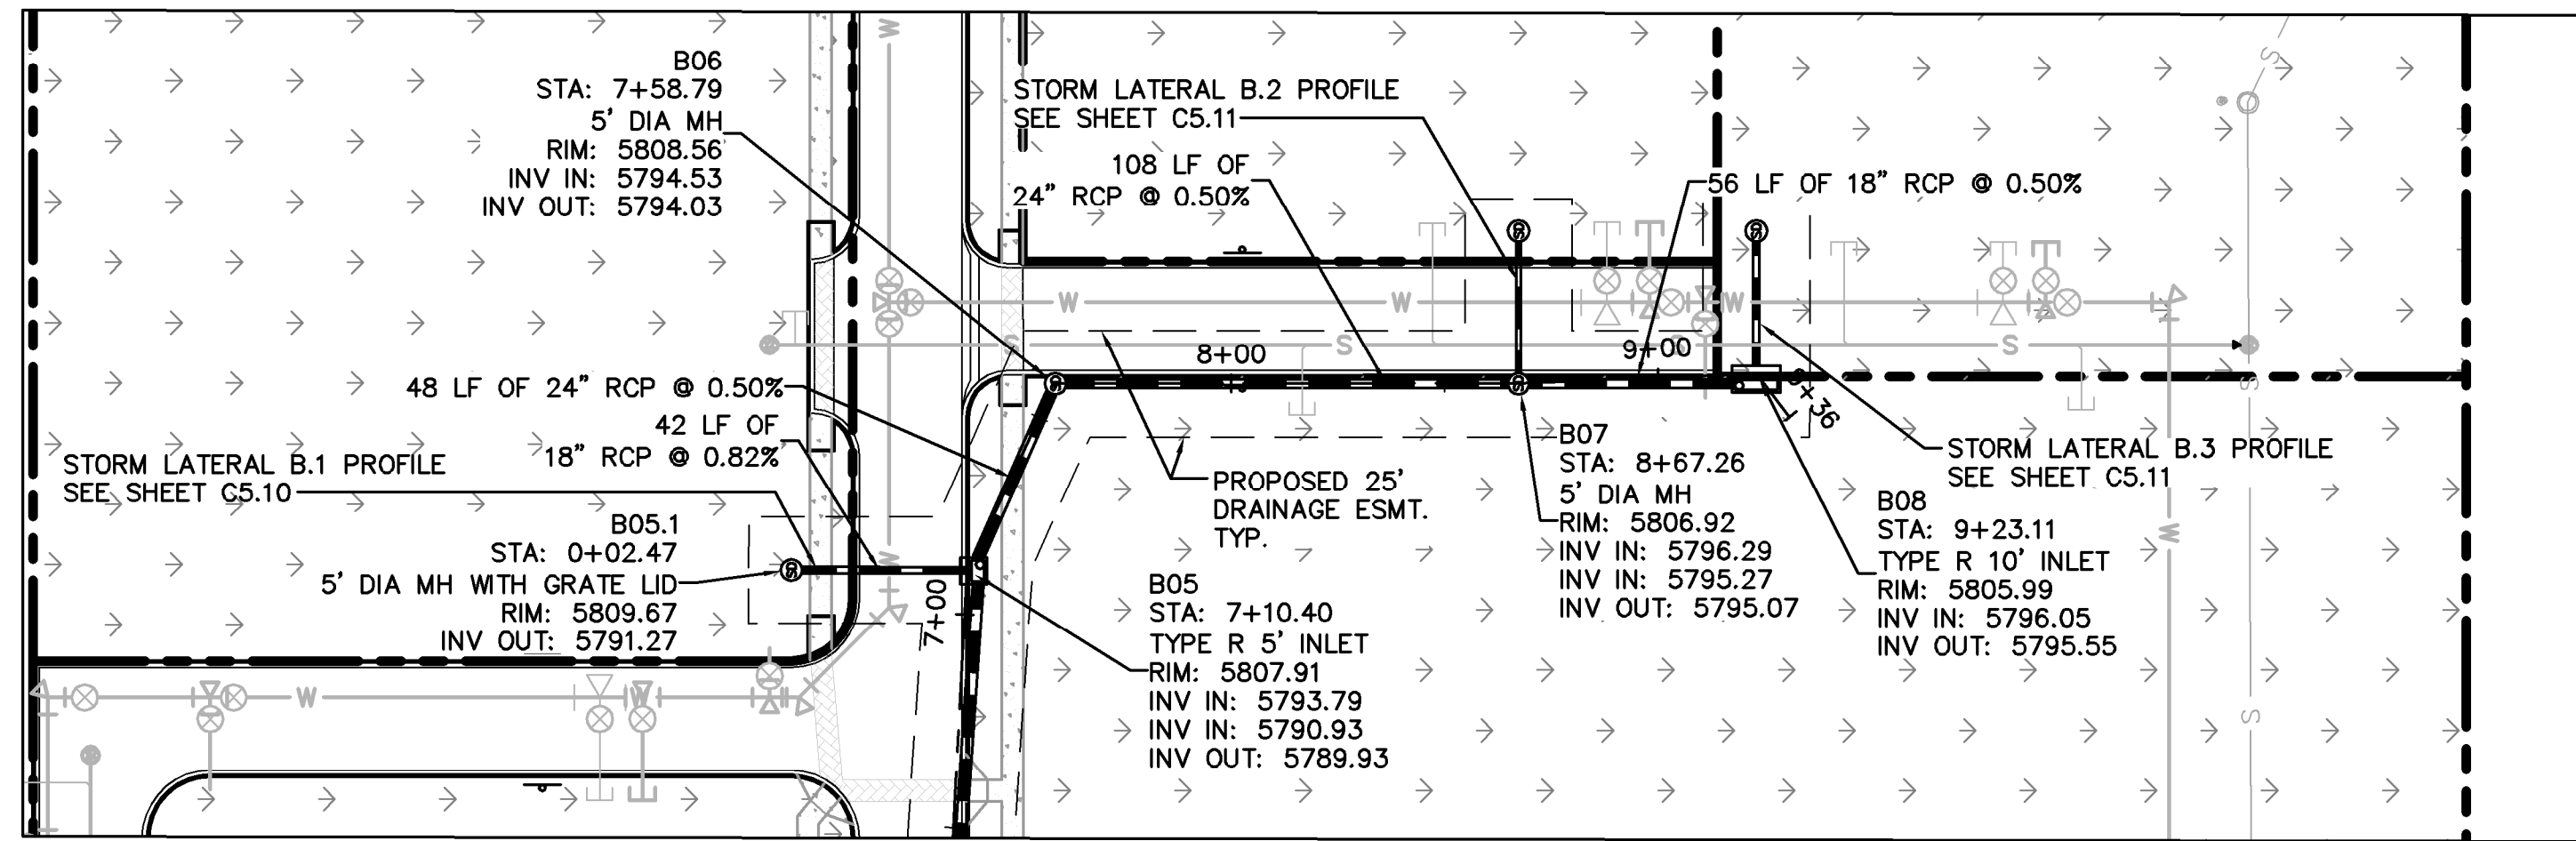 B06
STA: 7+58.79
5' DIA MH
RIM: 5808.56
INV IN: 5794.53
INV OUT: 5794.03
STORM LATERAL B.2 PROFILE
SEE SHEET C5.11
108 LF OF
24" RCP @ 0.50%
56 LF OF 18" RCP @ 0.50%
W
W
W
W
S
S
S
S
S
8+00
9+00
9+36
48 LF OF 24" RCP @ 0.50%
42 LF OF
18" RCP @ 0.82%
STORM LATERAL B.1 PROFILE
SEE SHEET C5.10
B05.1
STA: 0+02.47
5' DIA MH WITH GRATE LID
RIM: 5809.67
INV OUT: 5791.27
7+00
PROPOSED 25'
DRAINAGE ESMT.
TYP.
B05
STA: 7+10.40
TYPE R 5' INLET
RIM: 5807.91
INV IN: 5793.79
INV IN: 5790.93
INV OUT: 5789.93
B07
STA: 8+67.26
5' DIA MH
RIM: 5806.92
INV IN: 5796.29
INV IN: 5795.27
INV OUT: 5795.07
STORM LATERAL B.3 PROFILE
SEE SHEET C5.11
B08
STA: 9+23.11
TYPE R 10' INLET
RIM: 5805.99
INV IN: 5796.05
INV OUT: 5795.55
W
W
W
W
S
S